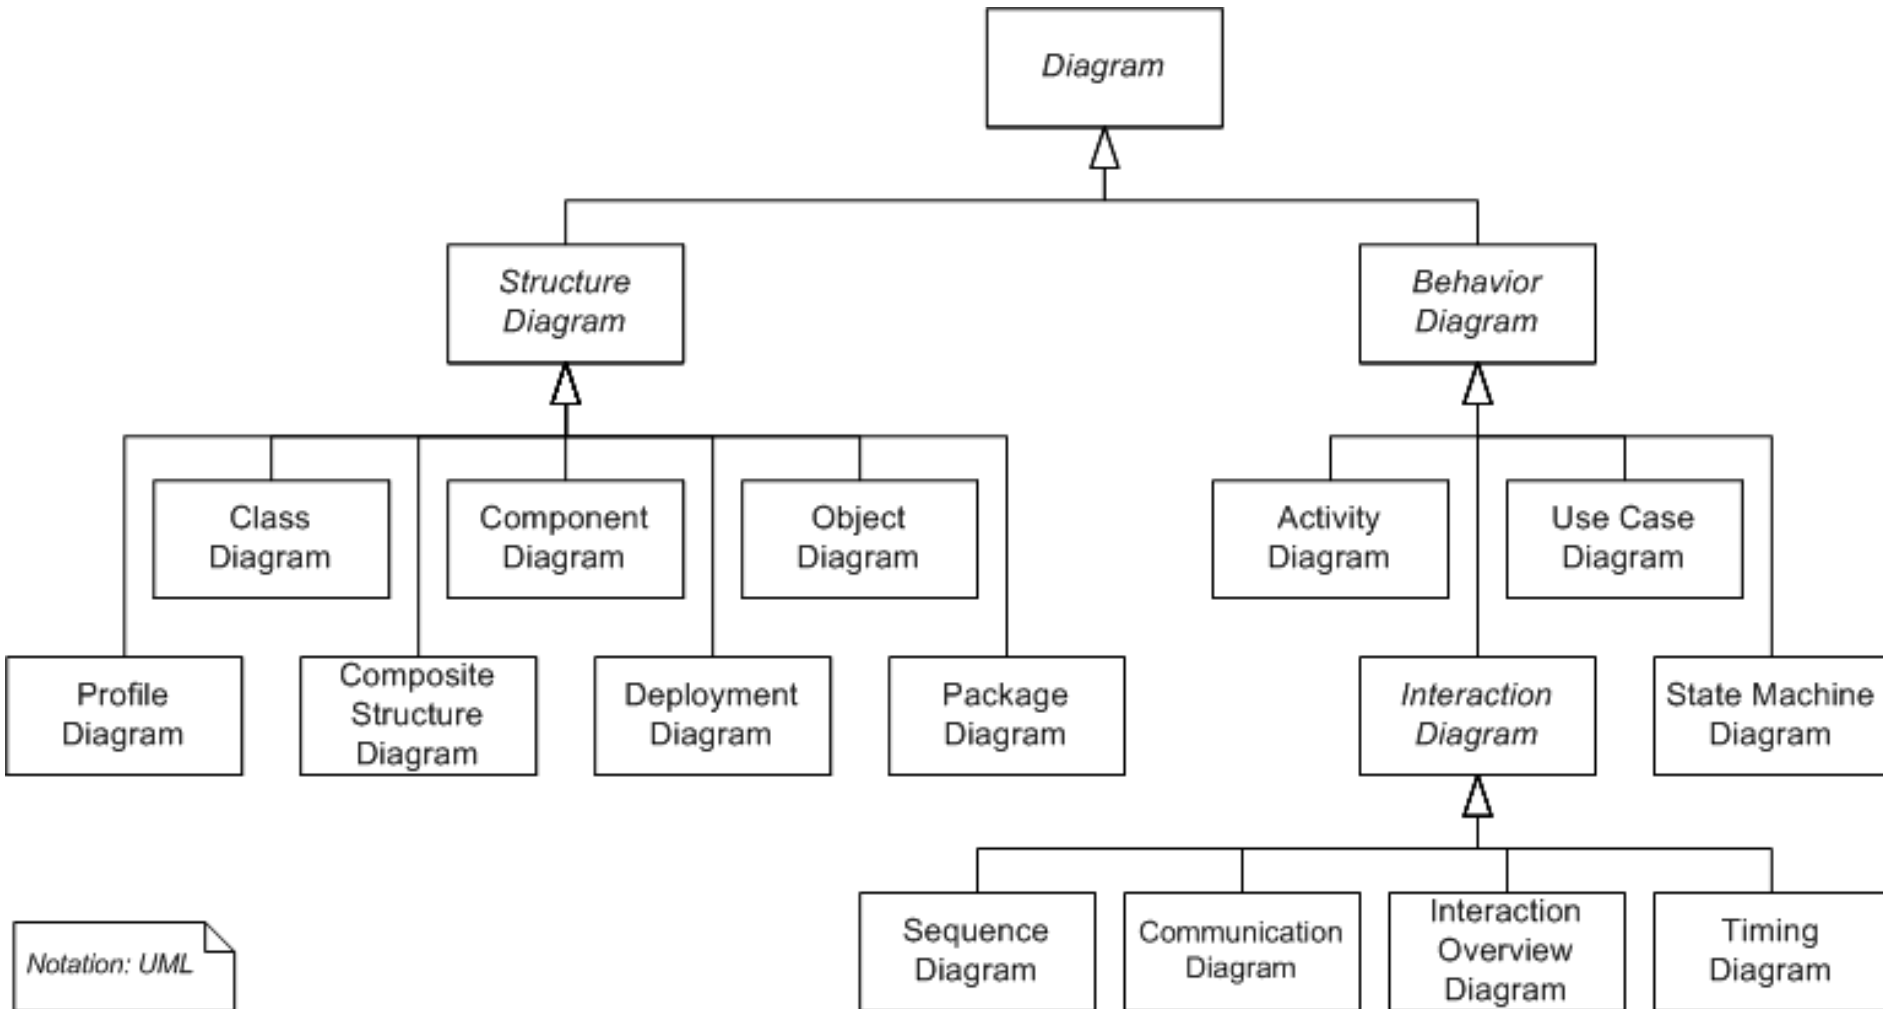 Diagram
Structure
Diagram
Behavior
Diagram
Class
Diagram
Component
Diagram
Object
Diagram
Activity
Diagram
Use Case
Diagram
Profile
Diagram
Composite
Structure
Diagram
Deployment
Diagram
Package
Diagram
Interaction
Diagram
State Machine
Diagram
Sequence
Diagram
Communication
Diagram
Interaction
Overview
Diagram
Timing
Diagram
Notation: UML